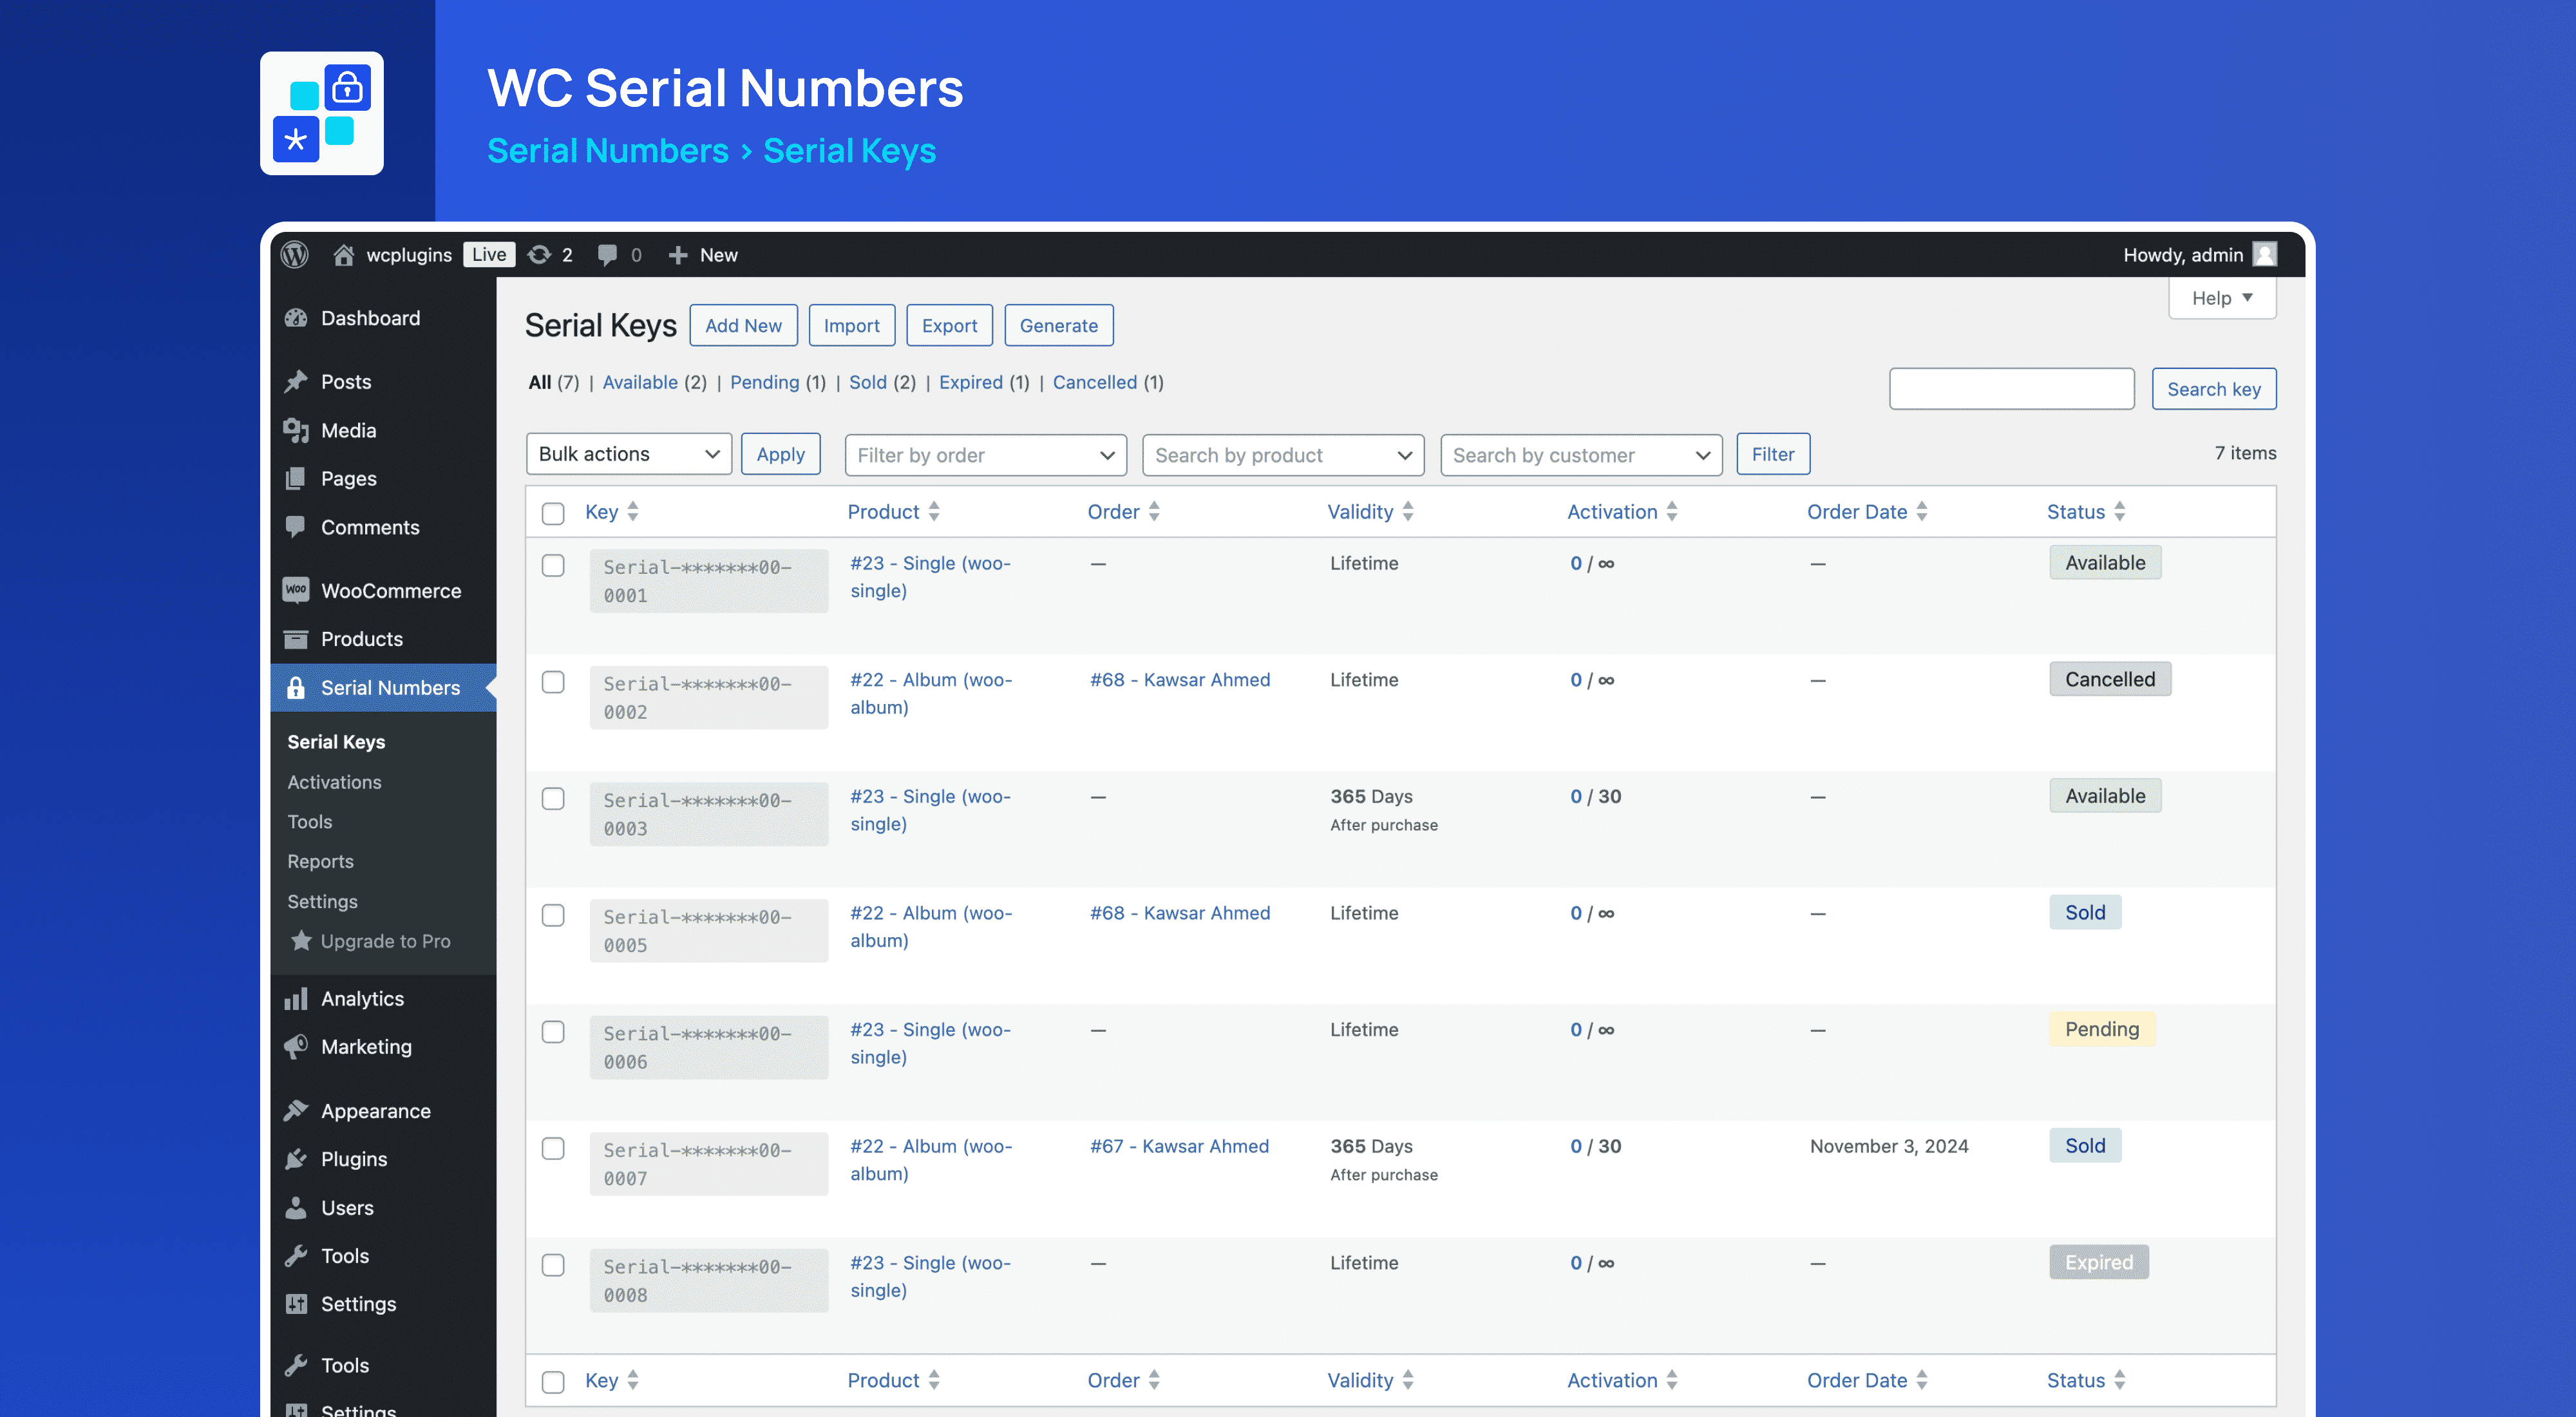 WC Serial Numbers
Serial Numbers > Serial Keys
wcplugins Live 2 0 New Howdy, admin
Help
Dashboard
Posts
Media
Pages
Comments
WooCommerce
Products
Serial Numbers
Serial Keys
Activations
Tools
Reports
Settings
Upgrade to Pro
Analytics
Marketing
Appearance
Plugins
Users
Tools
Settings
Tools
Settings
Serial Keys Add New Import Export Generate
All (7) | Available (2) | Pending (1) | Sold (2) | Expired (1) | Cancelled (1)
Search key
Bulk actions Apply Filter by order Search by product Search by customer Filter 7 items
Key Product Order Validity Activation Order Date Status
Serial-*******00- #23 - Single (woo- — Lifetime 0 / ∞ — Available
0001 single)
Serial-*******00- #22 - Album (woo- #68 - Kawsar Ahmed Lifetime 0 / ∞ — Cancelled
0002 album)
Serial-*******00- #23 - Single (woo- — 365 Days 0 / 30 — Available
0003 single) After purchase
Serial-*******00- #22 - Album (woo- #68 - Kawsar Ahmed Lifetime 0 / ∞ — Sold
0005 album)
Serial-*******00- #23 - Single (woo- — Lifetime 0 / ∞ — Pending
0006 single)
Serial-*******00- #22 - Album (woo- #67 - Kawsar Ahmed 365 Days 0 / 30 November 3, 2024 Sold
0007 album) After purchase
Serial-*******00- #23 - Single (woo- — Lifetime 0 / ∞ — Expired
0008 single)
Key Product Order Validity Activation Order Date Status